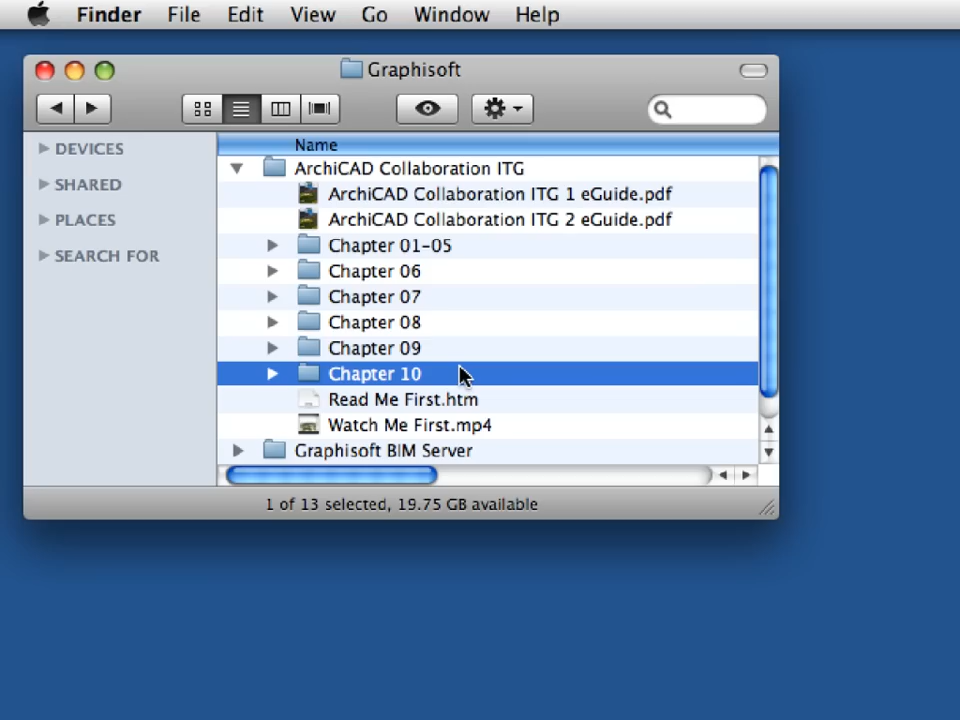 Finder File Edit View Go Window Help
Graphisoft
DEVICES
SHARED
PLACES
SEARCH FOR
Name
ArchiCAD Collaboration ITG
ArchiCAD Collaboration ITG 1 eGuide.pdf
ArchiCAD Collaboration ITG 2 eGuide.pdf
Chapter 01-05
Chapter 06
Chapter 07
Chapter 08
Chapter 09
Chapter 10
Read Me First.htm
Watch Me First.mp4
Graphisoft BIM Server
1 of 13 selected, 19.75 GB available